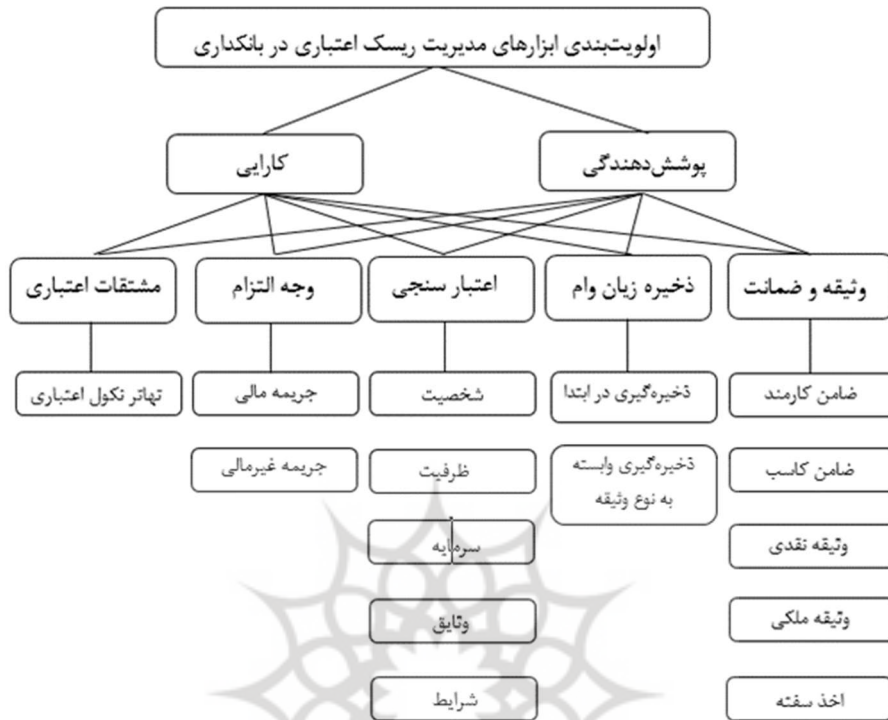 اولویت‌بندی ابزارهای مدیریت ریسک اعتباری در بانکداری
پوشش‌دهندگی
کارایی
وثیقه و ضمانت
ذخیره زیان وام
اعتبار سنجی
وجه التزام
مشتقات اعتباری
ضامن کارمند
ذخیره‌گیری در ابتدا
شخصیت
جریمه مالی
تهاتر نکول اعتباری
ضامن کاسب
ذخیره‌گیری وابسته
به نوع وثیقه
ظرفیت
جریمه غیرمالی
وثیقه نقدی
سرمایه
وثیقه ملکی
وثایق
اخذ سفته
شرایط